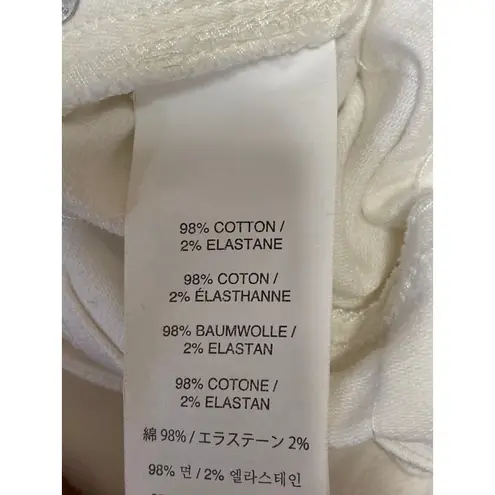 98% COTTON /
2% ELASTANE
98% COTON /
2% ÉLASTHANNE
98% BAUMWOLLE /
2% ELASTAN
98% COTONE /
2% ELASTAN
綿 98% / エラステーン 2%
98% 면 / 2% 엘라스테인